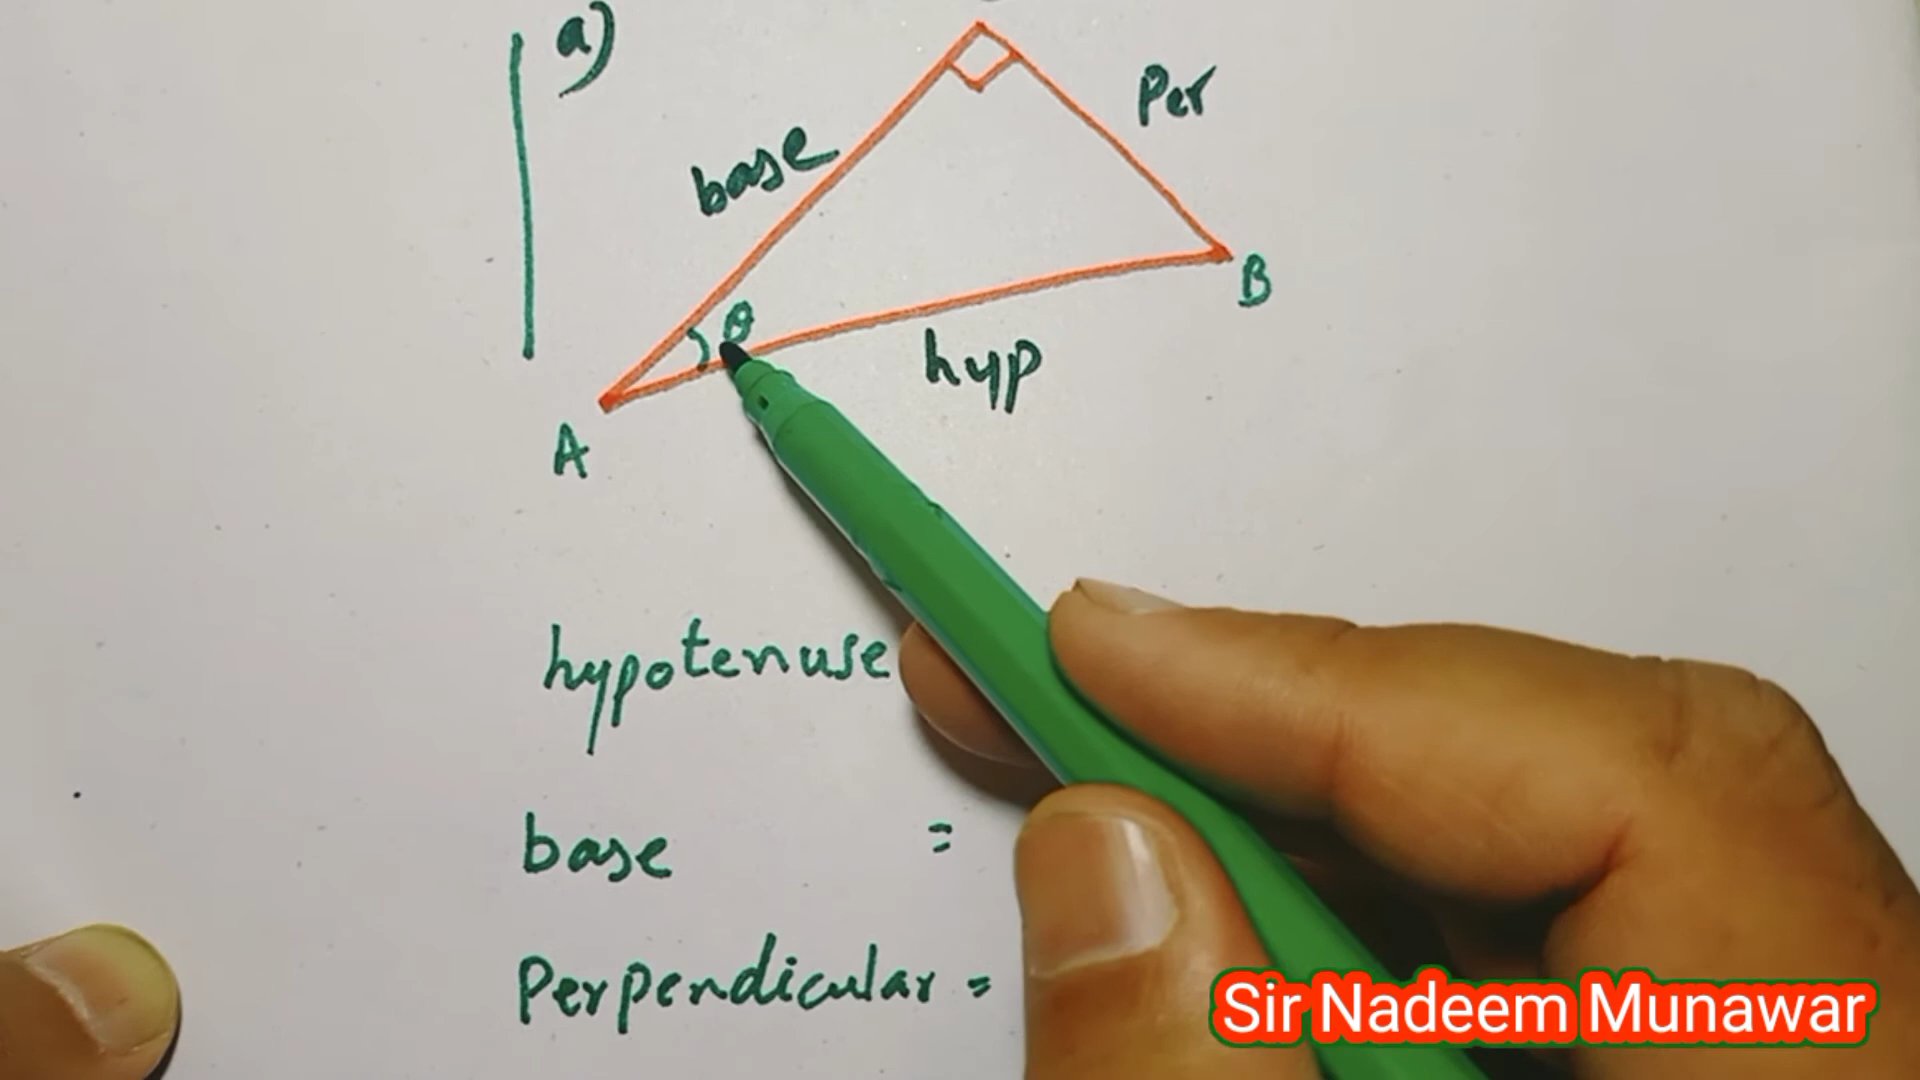 a)
Per
base
θ
B
hyp
A
hypotenuse
base =
Perpendicular =
Sir Nadeem Munawar